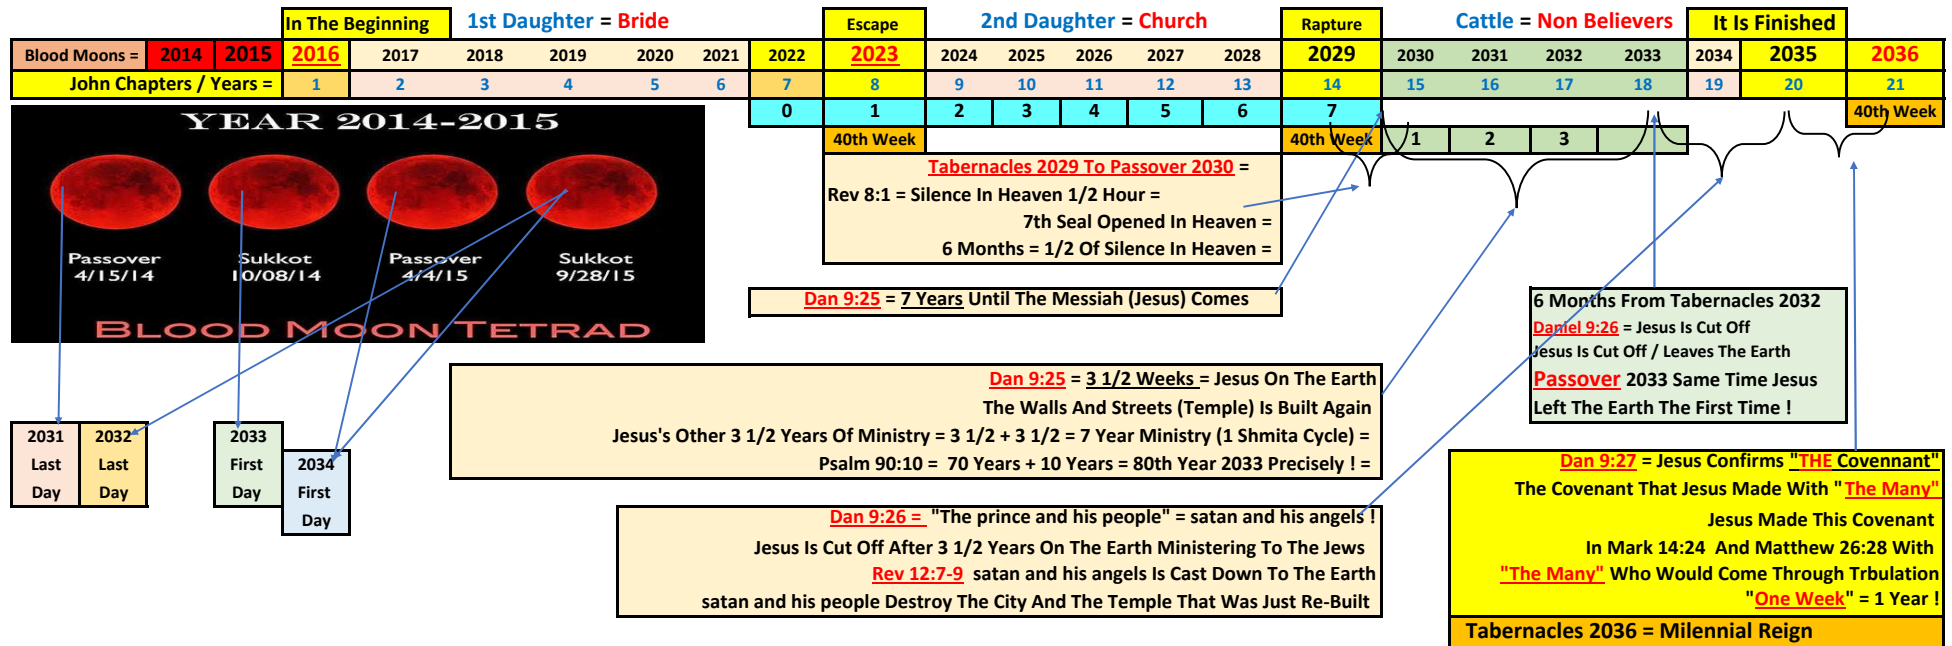 In The Beginning
1st Daughter = Bride
Escape
2nd Daughter = Church
Rapture
Cattle = Non Believers
It Is Finished
Blood Moons = 2014 2015 2016 2017 2018 2019 2020 2021 2022 2023 2024 2025 2026 2027 2028 2029 2030 2031 2032 2033 2034 2035 2036
John Chapters / Years = 1 2 3 4 5 6 7 8 9 10 11 12 13 14 15 16 17 18 19 20 21
0 1 2 3 4 5 6 7 40th Week
40th Week 40th Week 1 2 3
YEAR 2014-2015
Passover Sukkot Passover Sukkot
4/15/14 10/08/14 4/4/15 9/28/15
BLOOD MOON TETRAD
Tabernacles 2029 To Passover 2030 =
Rev 8:1 = Silence In Heaven 1/2 Hour =
7th Seal Opened In Heaven =
6 Months = 1/2 Of Silence In Heaven =
Dan 9:25 = 7 Years Until The Messiah (Jesus) Comes
6 Months From Tabernacles 2032
Daniel 9:26 = Jesus Is Cut Off
Jesus Is Cut Off / Leaves The Earth
Passover 2033 Same Time Jesus
Left The Earth The First Time !
Dan 9:25 = 3 1/2 Weeks = Jesus On The Earth
The Walls And Streets (Temple) Is Built Again
Jesus's Other 3 1/2 Years Of Ministry = 3 1/2 + 3 1/2 = 7 Year Ministry (1 Shmita Cycle) =
Psalm 90:10 = 70 Years + 10 Years = 80th Year 2033 Precisely ! =
2031
Last
Day
2032
Last
Day
2033
First
Day
2034
First
Day
Dan 9:26 = "The prince and his people" = satan and his angels !
Jesus Is Cut Off After 3 1/2 Years On The Earth Ministering To The Jews
Rev 12:7-9 satan and his angels Is Cast Down To The Earth
satan and his people Destroy The City And The Temple That Was Just Re-Built
Dan 9:27 = Jesus Confirms "THE Covennant"
The Covenant That Jesus Made With "The Many"
Jesus Made This Covenant
In Mark 14:24 And Matthew 26:28 With
"The Many" Who Would Come Through Trbulation
"One Week" = 1 Year !
Tabernacles 2036 = Milennial Reign